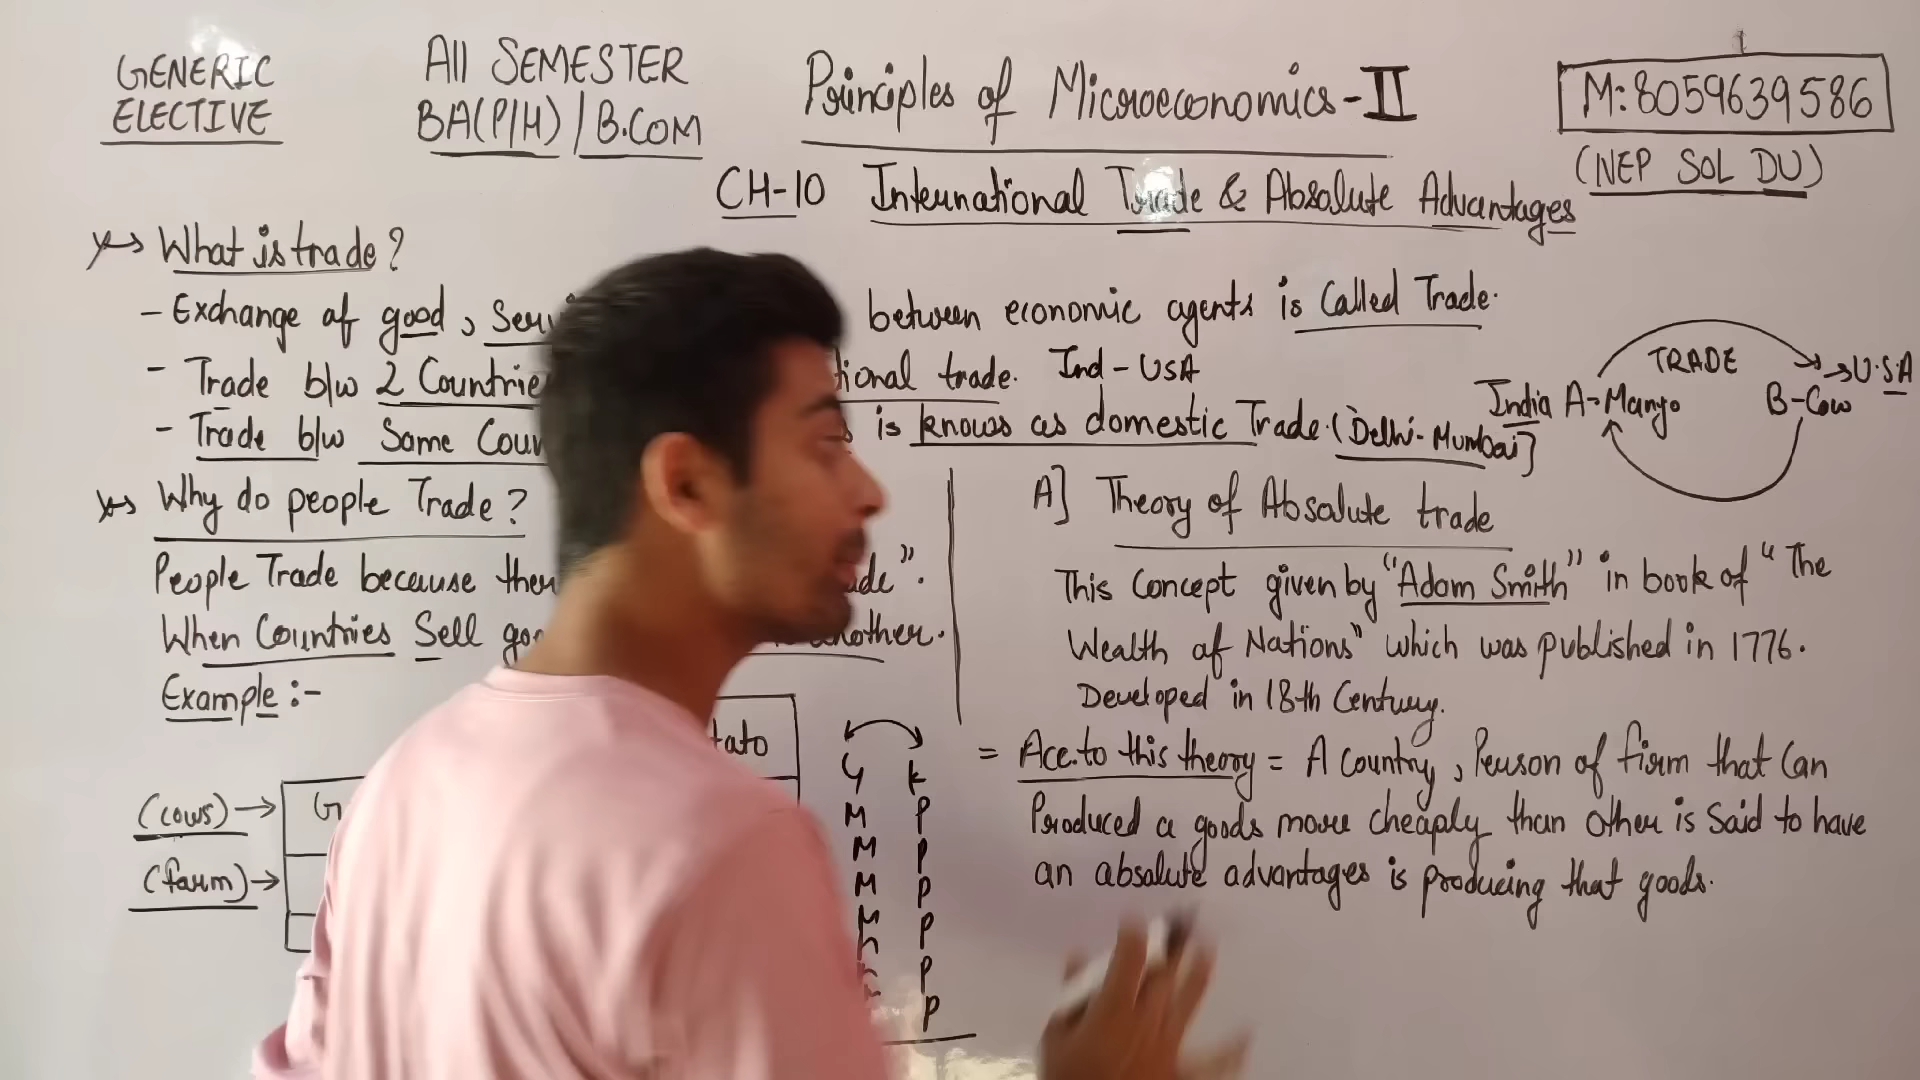 GENERIC
ELECTIVE
All SEMESTER
BA(P/H) / B.COM
Principles of Microeconomics-II
M: 8059639586
(NEP SOL DU)
CH-10 International Trade & Absolute Advantages
What is trade?
- Exchange of good, between economic agents is Called Trade.
- Trade b/w 2 Countrie tional trade. Ind - USA
- Trade b/w Same Coun is knows as domestic Trade. (Delhi-Mumbai]
TRADE
India A-Mango B-Cow → U.S.A
Why do people Trade?
People Trade because ade".
When Countries Sell another.
Example :-
tato
(cows) → G
(farm) →
G K
M P
M P
M P
M P
P
P
A] Theory of Absolute trade
This Concept given by "Adam Smith" in book of "The
Wealth of Nations" which was published in 1776.
Developed in 18th Century.
= Acc.to this theory = A Country, Person of firm that Can
Produced a goods more cheaply than other is Said to have
an absolute advantages is producing that goods.